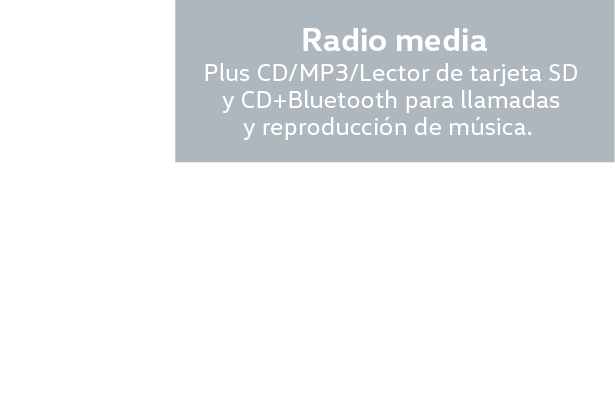 Radio media
Plus CD/MP3/Lector de tarjeta SD
y CD+Bluetooth para llamadas
y reproducción de música.